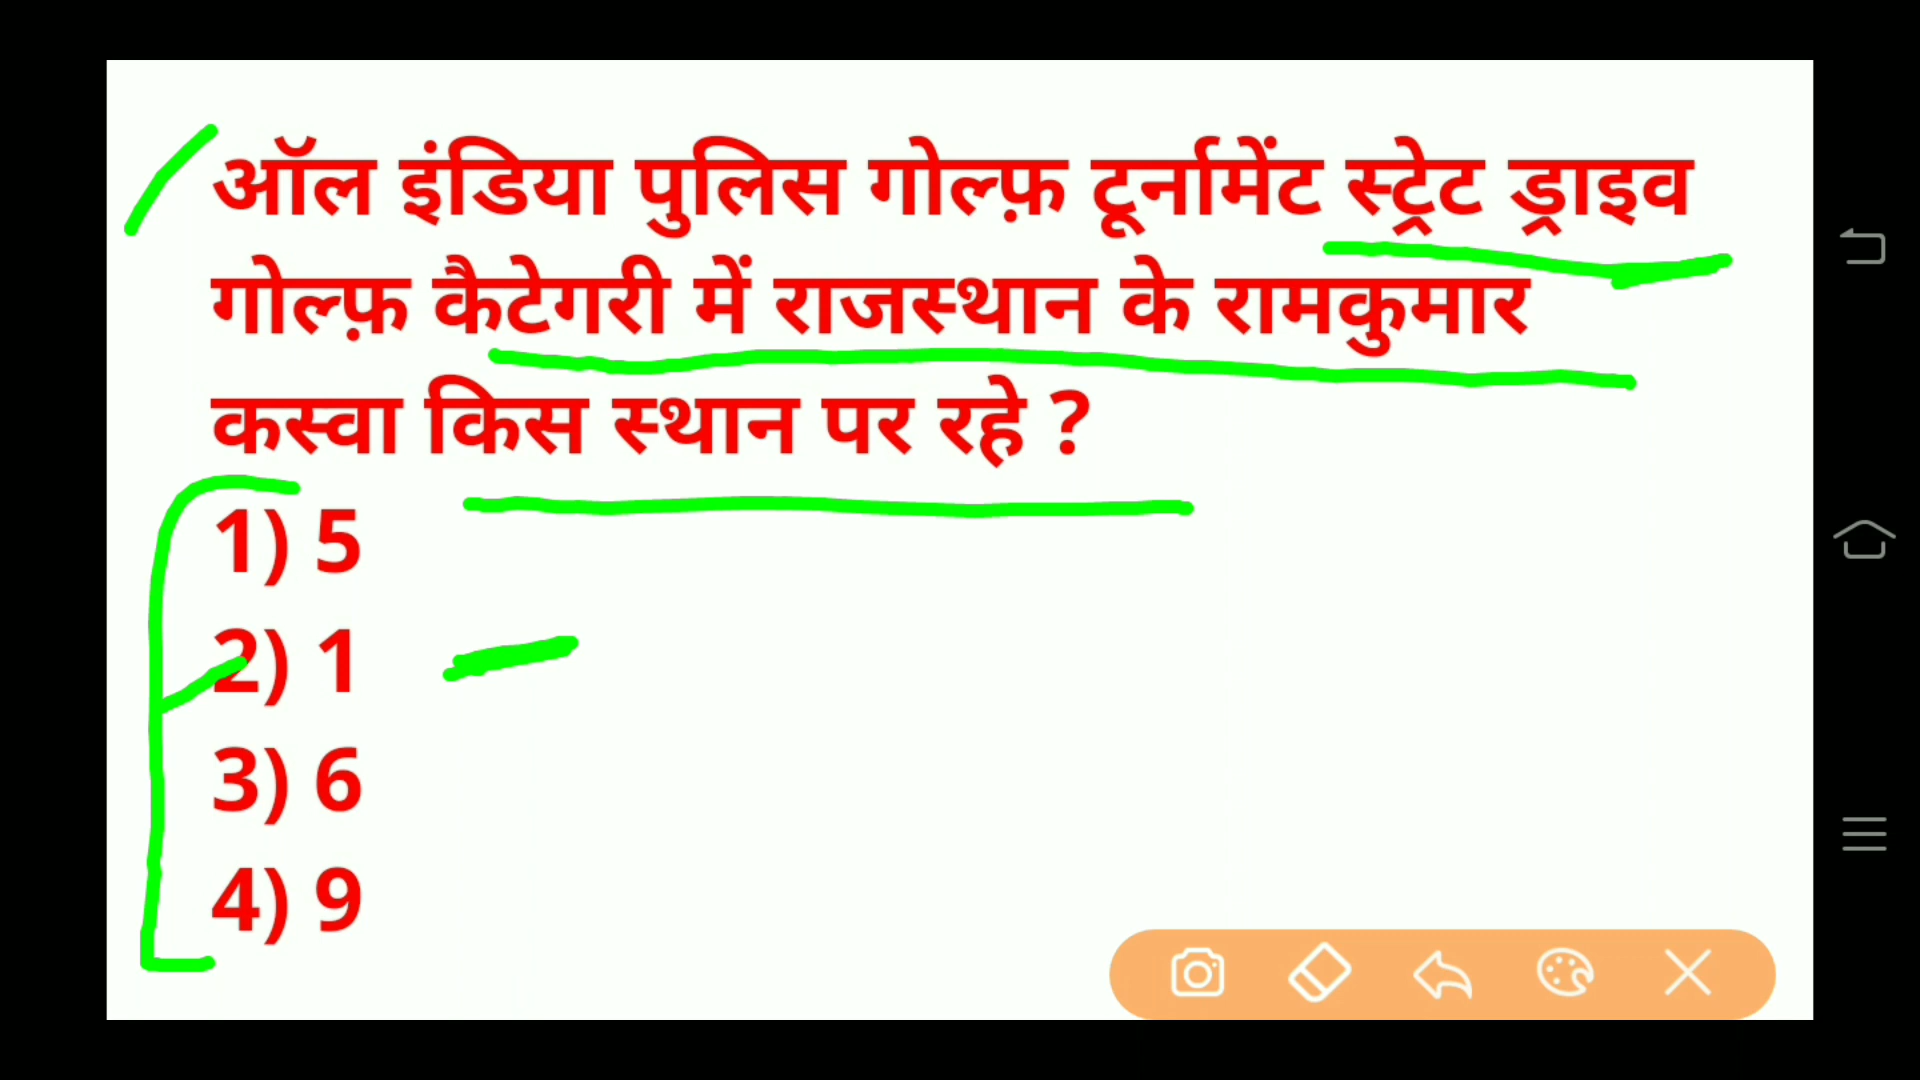 ऑल इंडिया पुलिस गोल्फ़ टूर्नामेंट स्ट्रेट ड्राइव
गोल्फ़ कैटेगरी में राजस्थान के रामकुमार
कस्वा किस स्थान पर रहे ?
1) 5
2) 1
3) 6
4) 9